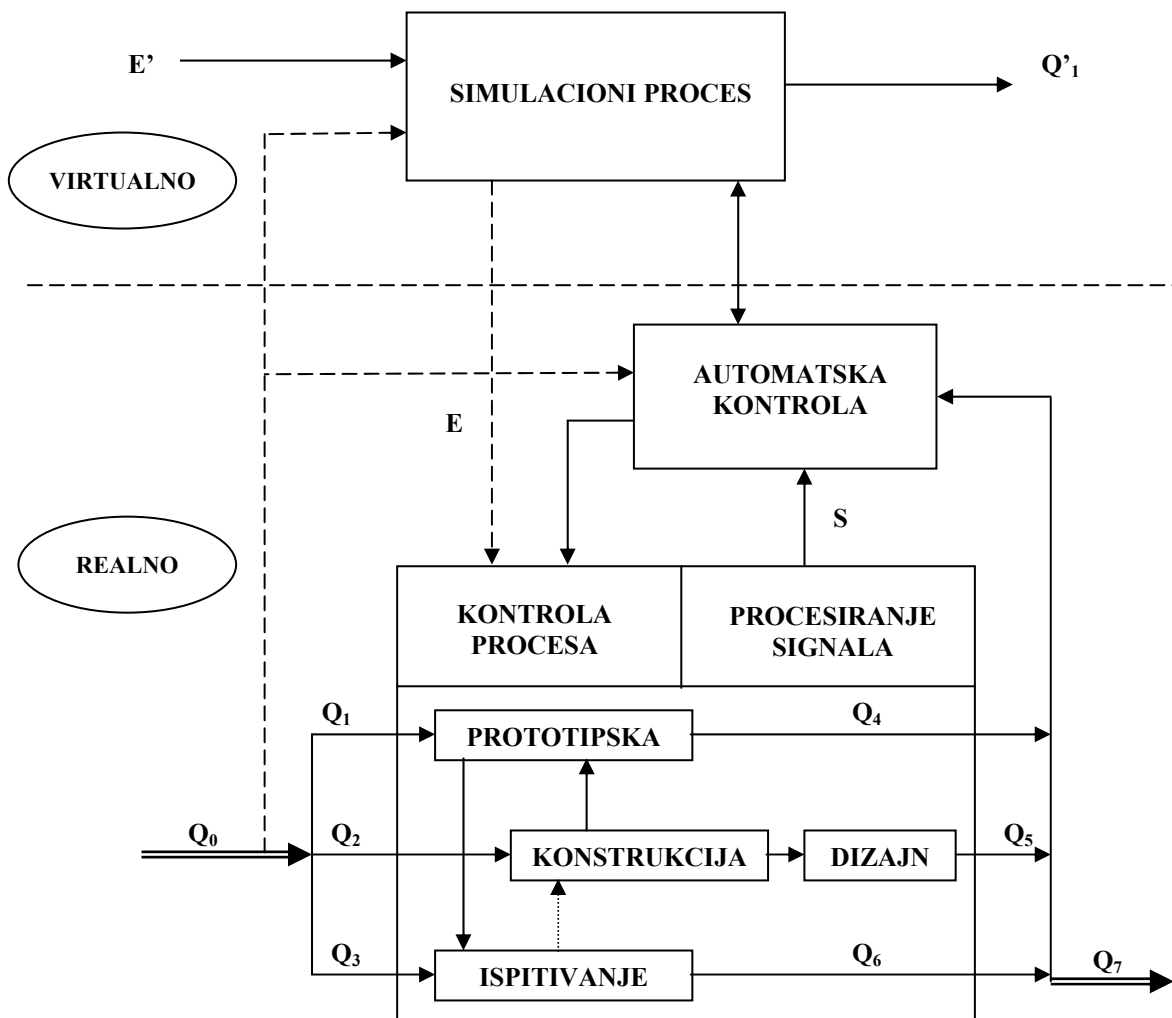 E’
SIMULACIONI PROCES
Q’₁
VIRTUALNO
AUTOMATSKA
KONTROLA
E
S
REALNO
KONTROLA
PROCESA
PROCESIRANJE
SIGNALA
Q₁
PROTOTIPSKA
Q₄
Q₀
Q₂
KONSTRUKCIJA
DIZAJN
Q₅
Q₃
ISPITIVANJE
Q₆
Q₇